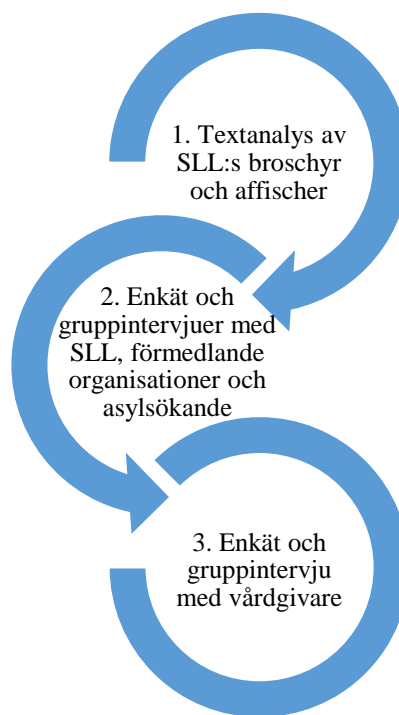 1. Textanalys av
SLL:s broschyr
och affischer
2. Enkät och
gruppintervjuer med
SLL, förmedlande
organisationer och
asylsökande
3. Enkät och
gruppintervju
med vårdgivare